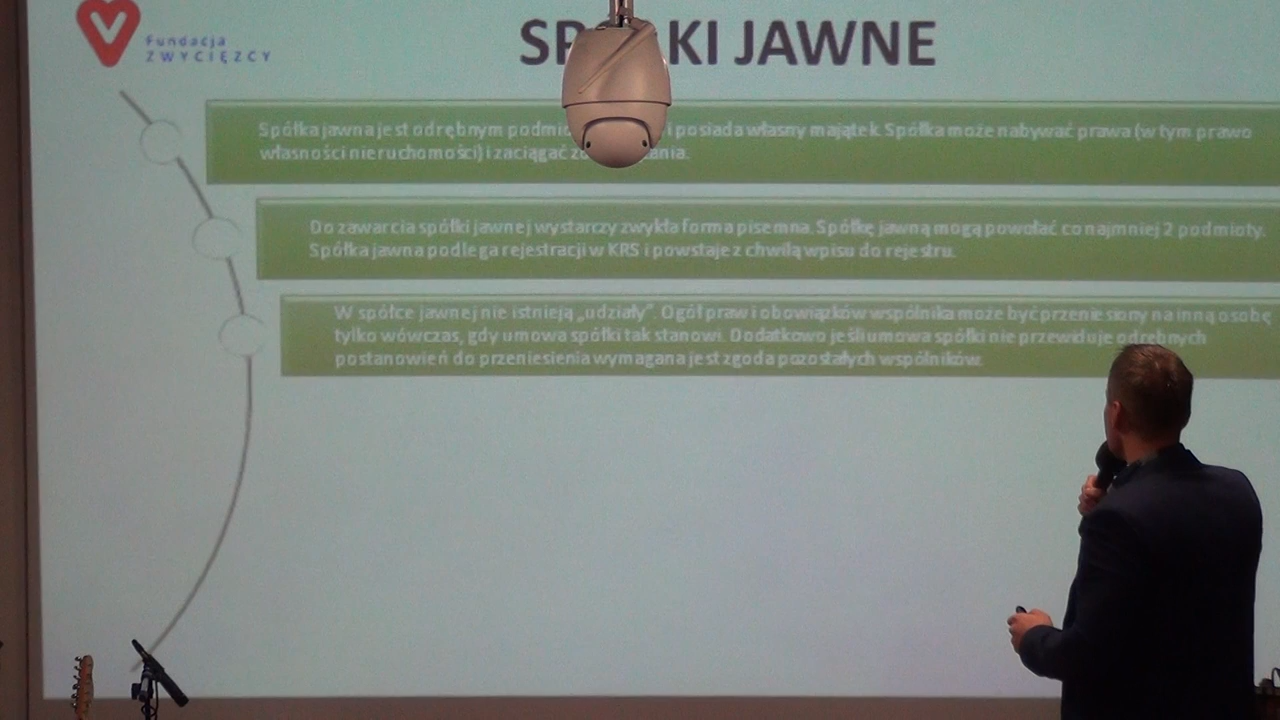 Fundacja
ZWYCIĘZCY
SP KI JAWNE
Spółka jawna jest odrębnym i posiada własny majątek. Spółka może nabywać prawa (w tym prawo
własności nieruchomości) i zaciągać
Do zawarcia spółki jawnej wystarczy zwykła forma pisemna. Spółkę jawną mogą powołać co najmniej 2 podmioty.
Spółka jawna podlega rejestracji w KRS i powstaje z chwilą wpisu do rejestru.
W spółce jawnej nie istnieją „udziały”. Ogół praw i obowiązków wspólnika może być przeniesiony na inną osobę
tylko wówczas, gdy umowa spółki tak stanowi. Dodatkowo jeśli umowa spółki nie przewiduje odrębnych
postanowień do przeniesienia wymagana jest zgoda pozostałych wspólników.